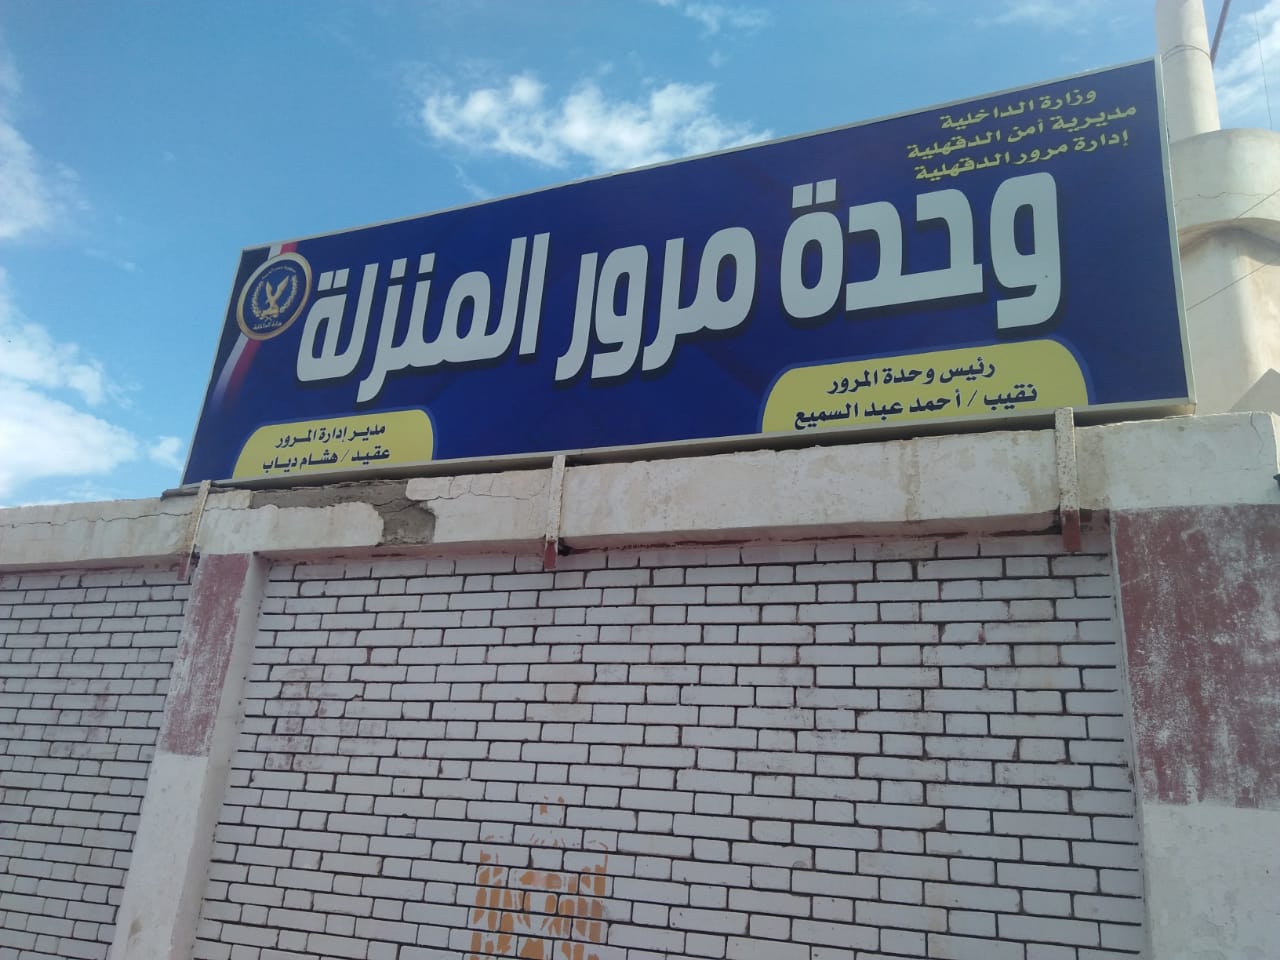 وزارة الداخلية
مديرية أمن الدقهلية
إدارة مرور الدقهلية
وحدة مرور المنزلة
رئيس وحدة المرور
نقيب / أحمد عبد السميع
مدير إدارة المرور
عقيد / هشام دياب